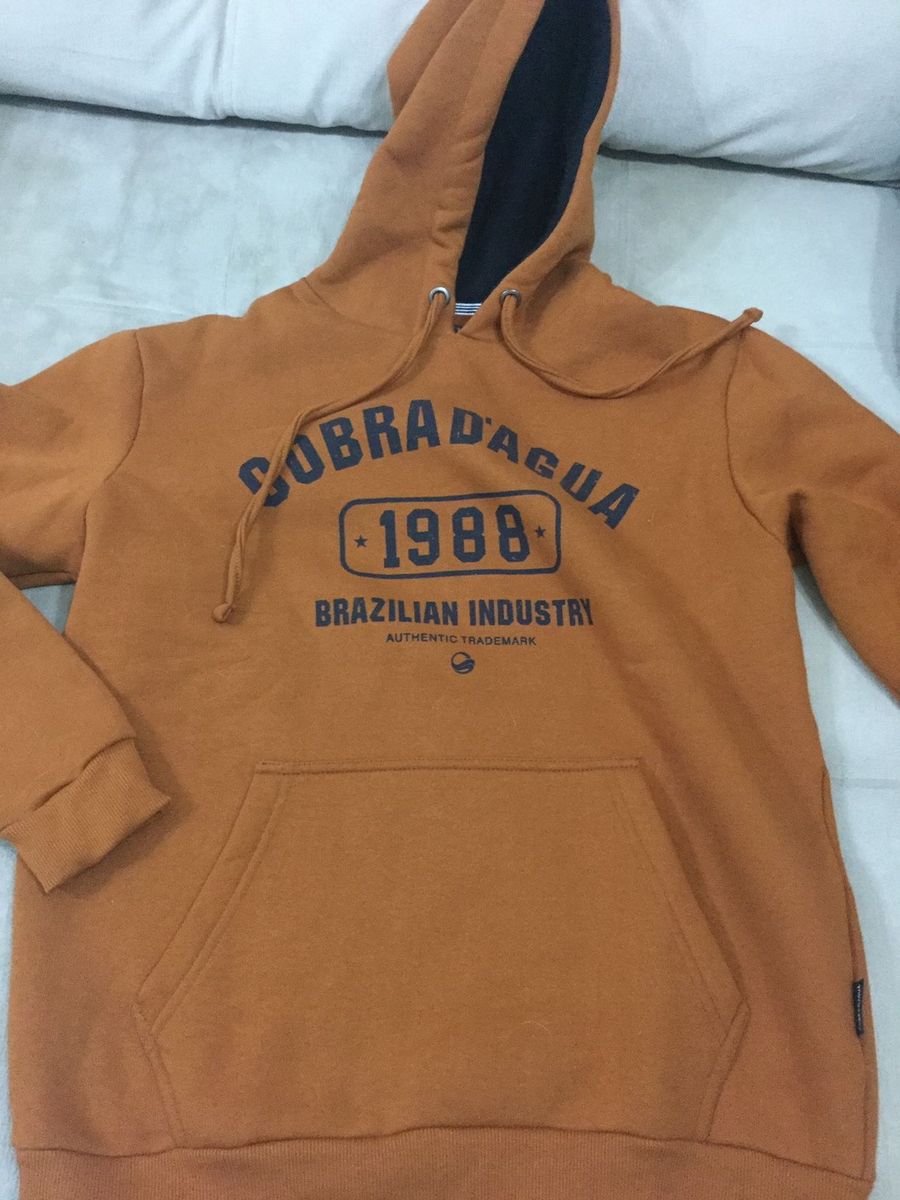 COBRA D'AGUA
1988
BRAZILIAN INDUSTRY
AUTHENTIC TRADEMARK